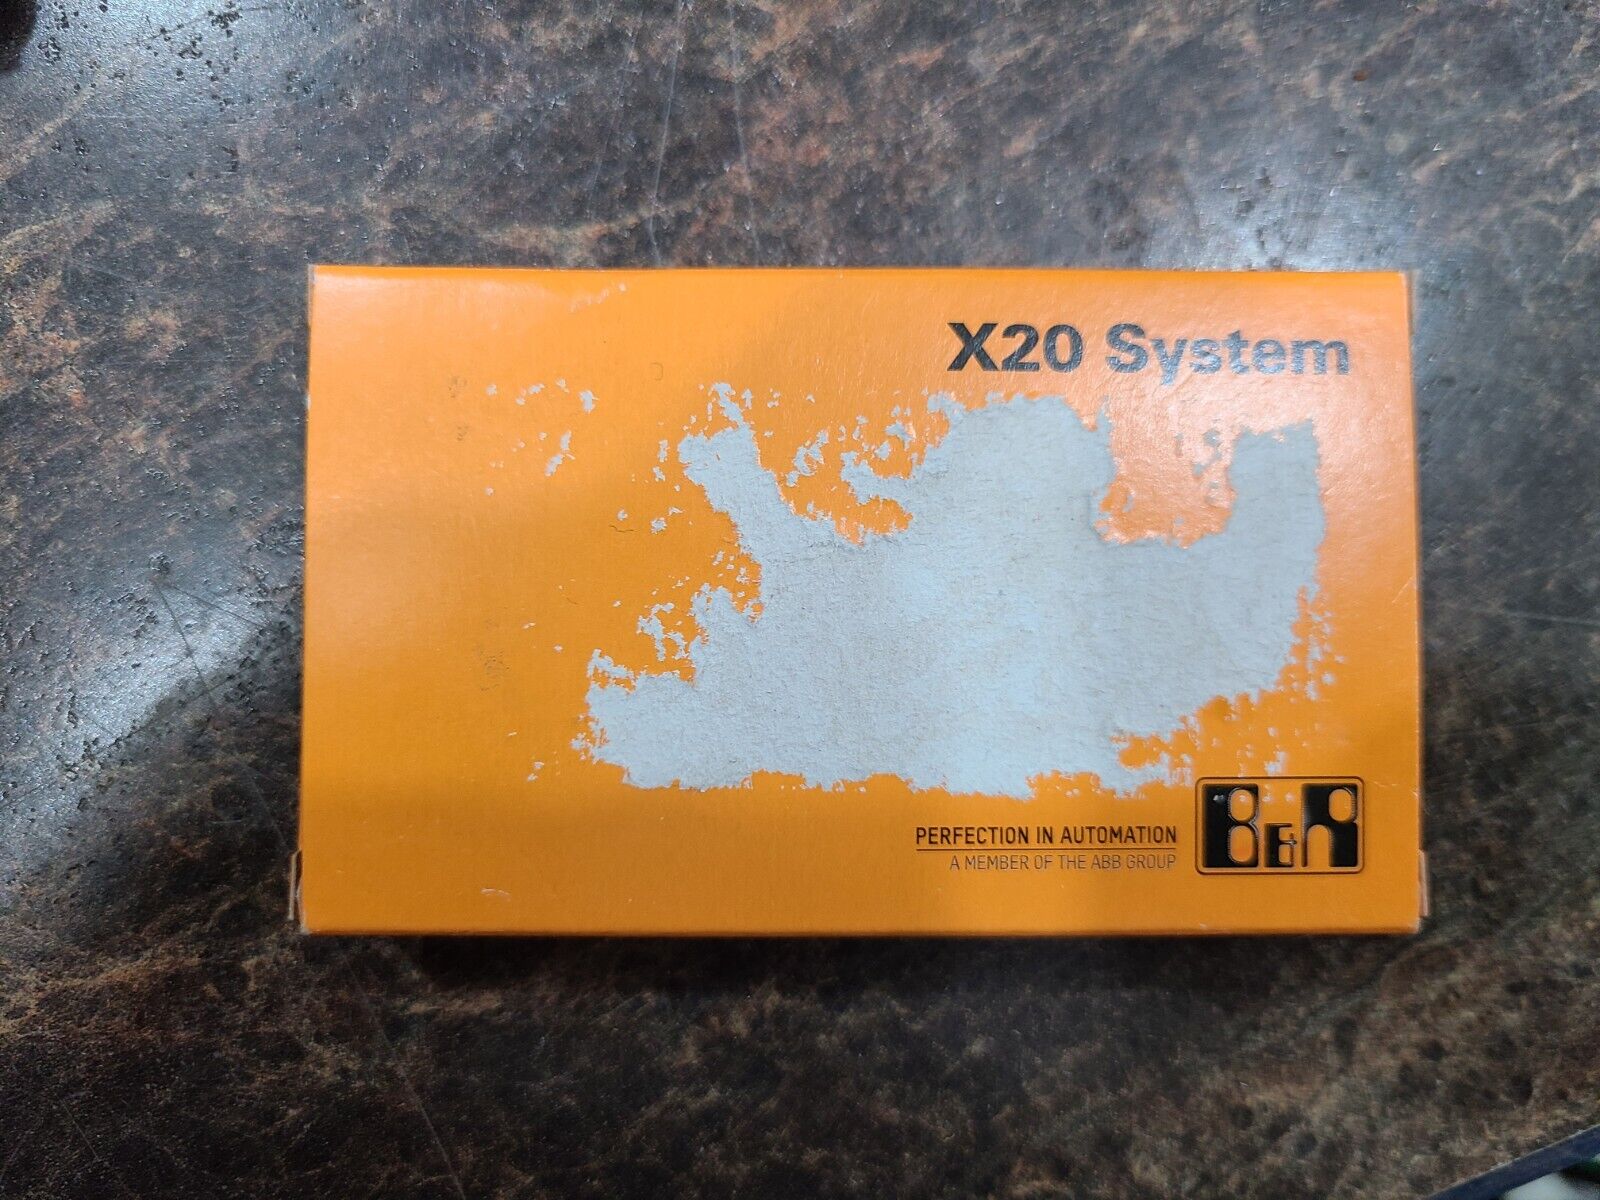 X20 System
PERFECTION IN AUTOMATION
A MEMBER OF THE ABB GROUP
B&R